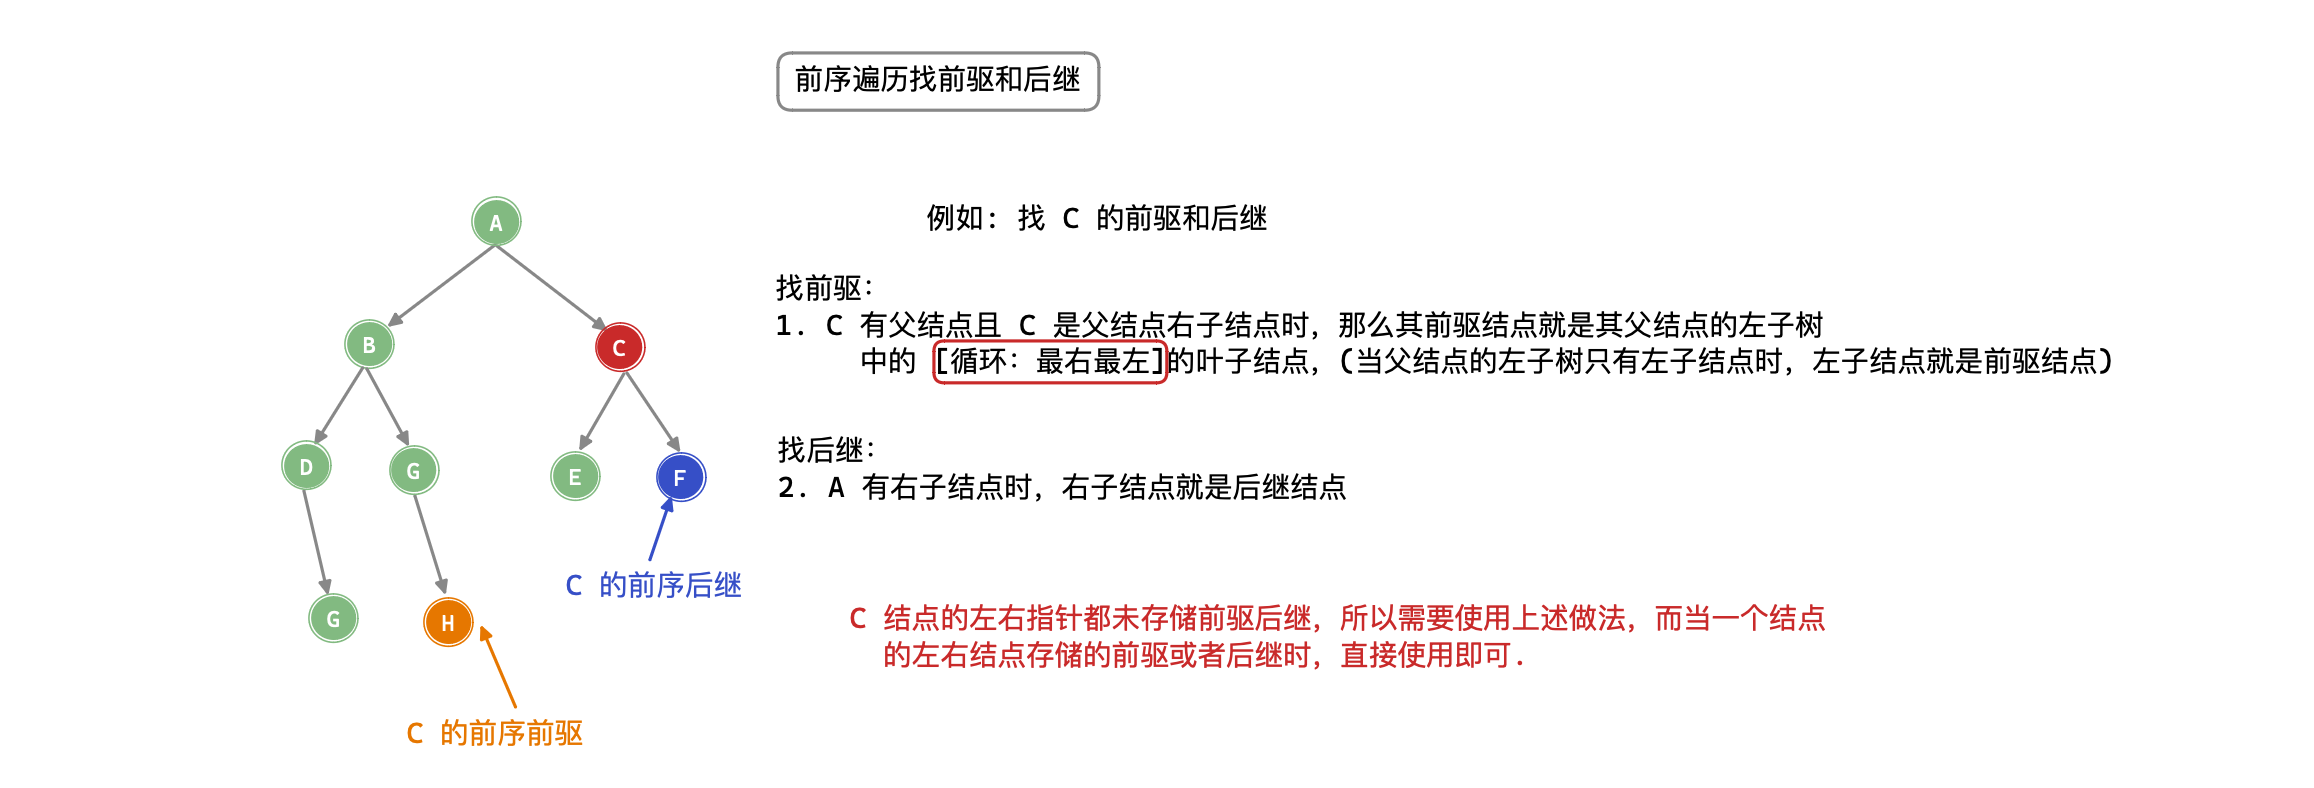 前序遍历找前驱和后继
例如: 找 C 的前驱和后继
找前驱:
1. C 有父结点且 C 是父结点右子结点时, 那么其前驱结点就是其父结点的左子树
中的 [循环: 最右最左]的叶子结点, (当父结点的左子树只有左子结点时, 左子结点就是前驱结点)
找后继:
2. A 有右子结点时, 右子结点就是后继结点
C 结点的左右指针都未存储前驱后继, 所以需要使用上述做法, 而当一个结点
的左右结点存储的前驱或者后继时, 直接使用即可.
A
B
C
D
G
E
F
G
H
C 的前序后继
C 的前序前驱